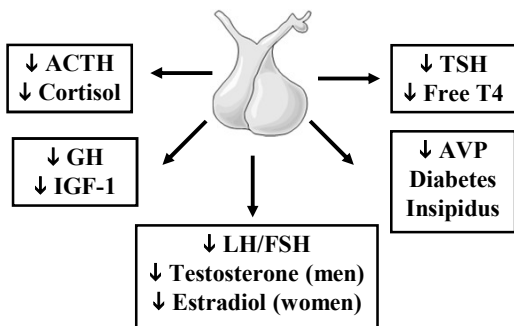 ↓ ACTH
↓ Cortisol
↓ TSH
↓ Free T4
↓ GH
↓ IGF-1
↓ AVP
Diabetes
Insipidus
↓ LH/FSH
↓ Testosterone (men)
↓ Estradiol (women)